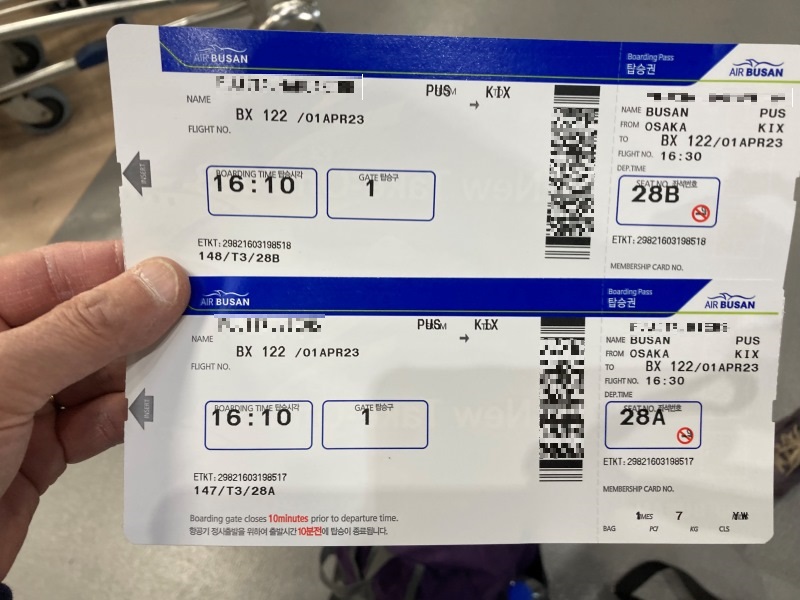 AIR BUSAN
Boarding Pass
탑승권
AIR BUSAN
PUS KIX
NAME
BX 122 /01APR23
FLIGHT NO.
NAME BUSAN PUS
FROM OSAKA KIX
TO BX 122/01APR23
FLIGHT NO. 16:30
DEP.TIME
INSERT
BOARDING TIME 탑승시각
16:10
GATE 탑승구
1
SEAT NO. 좌석번호
28B
ETKT: 29821603198518
148/T3/28B
ETKT: 29821603198518
MEMBERSHIP CARD NO.
AIR BUSAN
Boarding Pass
탑승권
AIR BUSAN
PUS KIX
NAME
BX 122 /01APR23
FLIGHT NO.
NAME BUSAN PUS
FROM OSAKA KIX
TO BX 122/01APR23
FLIGHT NO. 16:30
DEP.TIME
INSERT
BOARDING TIME 탑승시각
16:10
GATE 탑승구
1
SEAT NO. 좌석번호
28A
ETKT: 29821603198517
147/T3/28A
ETKT: 29821603198517
MEMBERSHIP CARD NO.
Boarding gate closes 10minutes prior to departure time.
항공기 정시출발을 위하여 출발시간 10분전에 탑승이 종료됩니다.
7
BAG PCS KG CLS